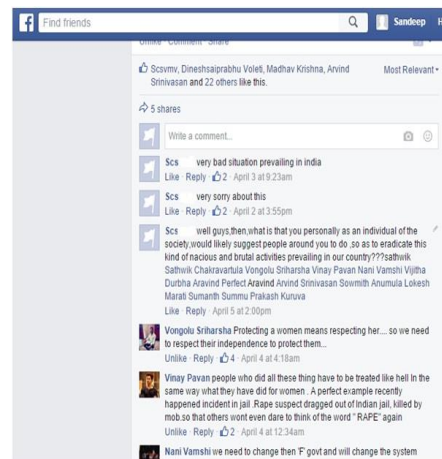 Find friends
Sandeep H
Unlike · Comment · Share
Scsvmv, Dineshsaiprabhu Voleti, Madhav Krishna, Arvind
Srinivasan and 22 others like this.
Most Relevant
5 shares
Write a comment...
Scs very bad situation prevailing in india
Like · Reply · 2 · April 3 at 9:23am
Scs very sorry about this
Like · Reply · 2 · April 2 at 3:55pm
Scs well guys,then,what is that you personally as an individual of the
society,would likely suggest people around you to do ,so as to eradicate this
kind of nacious and brutal activities prevailing in our country???sathwik
Sathwik Chakravartula Vongolu Sriharsha Vinay Pavan Nani Vamshi Vijitha
Durbha Aravind Perfect Aravind Arvind Srinivasan Sowmith Anumula Lokesh
Marati Sumanth Summu Prakash Kuruva
Like · Reply · April 5 at 2:00pm
Vongolu Sriharsha Protecting a women means respecting her.... so we need
to respect their independence to protect them...
Unlike · Reply · 4 · April 4 at 4:18am
Vinay Pavan people who did all these thing have to be treated like hell In the
same way what they have did for women . A perfect example recently
happened incident in jail .Rape suspect dragged out of Indian jail, killed by
mob.so that others wont even dare to think of the word " RAPE" again
Unlike · Reply · 2 · April 4 at 12:34am
Nani Vamshi we need to change then 'F' govt and will change the system